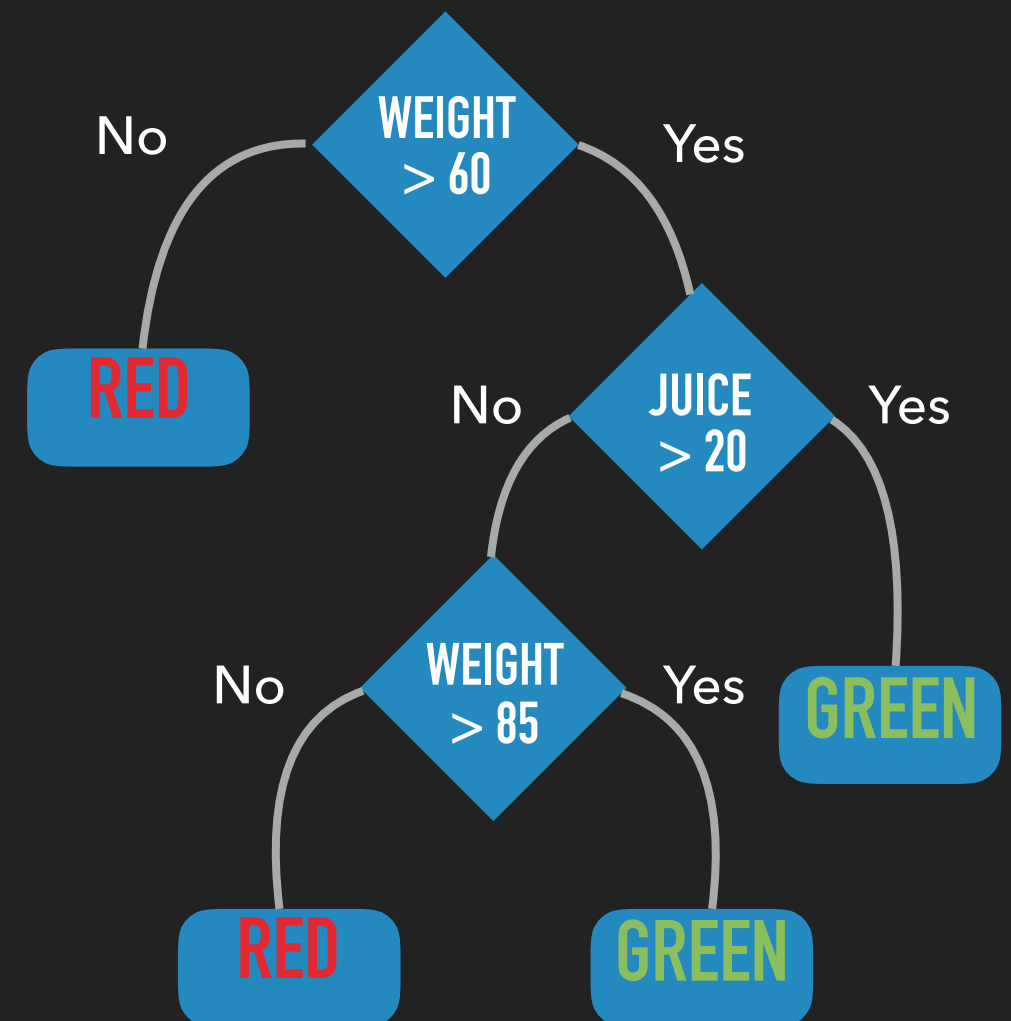 WEIGHT
> 60
No
Yes
RED
JUICE
> 20
No
Yes
WEIGHT
> 85
No
Yes
GREEN
RED
GREEN